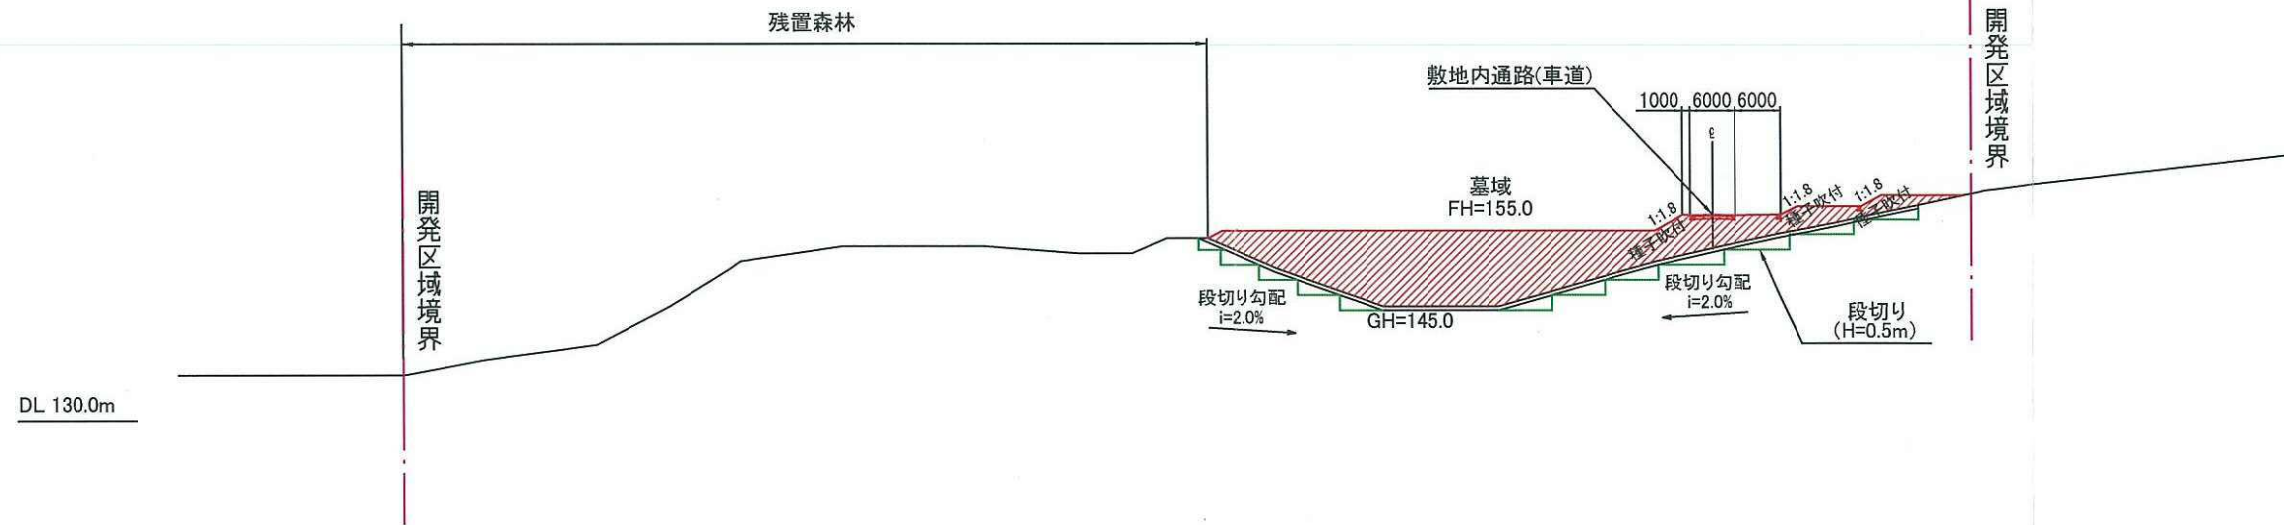 残置森林
開発区域境界
敷地内通路(車道)
1000
6000
6000
℄
開発区域境界
墓域
FH=155.0
1:1.8
種子吹付
1:1.8
種子吹付
1:1.8
種子吹付
段切り勾配
i=2.0%
GH=145.0
段切り勾配
i=2.0%
段切り
(H=0.5m)
DL 130.0m